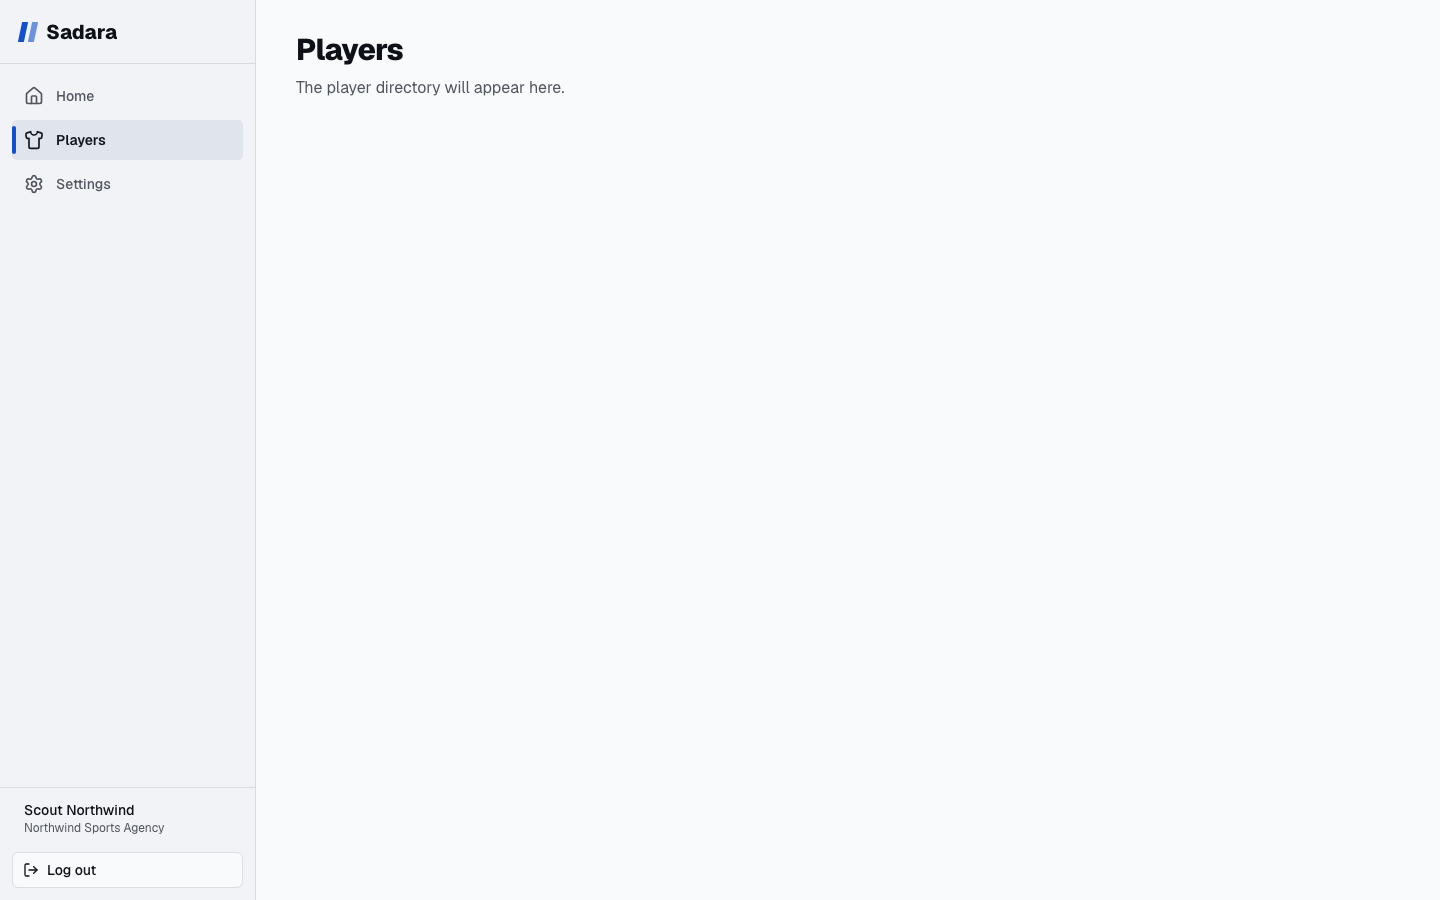 Sadara
Home
Players
Settings
Scout Northwind
Northwind Sports Agency
Log out
Players
The player directory will appear here.